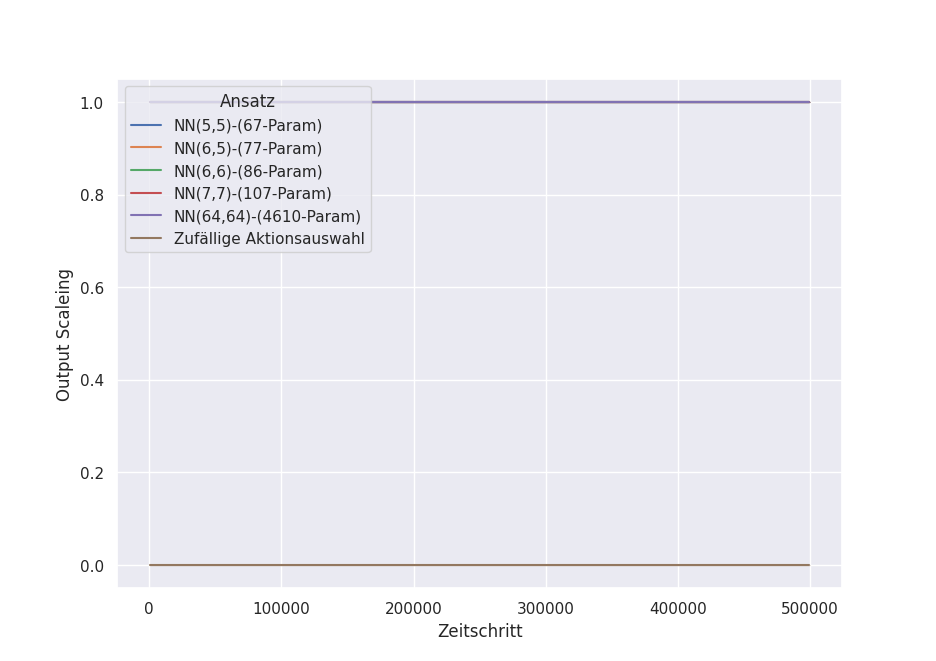 Ansatz
NN(5,5)-(67-Param)
NN(6,5)-(77-Param)
NN(6,6)-(86-Param)
NN(7,7)-(107-Param)
NN(64,64)-(4610-Param)
Zufällige Aktionsauswahl
Output Scaleing
1.0
0.8
0.6
0.4
0.2
0.0
0 100000 200000 300000 400000 500000
Zeitschritt